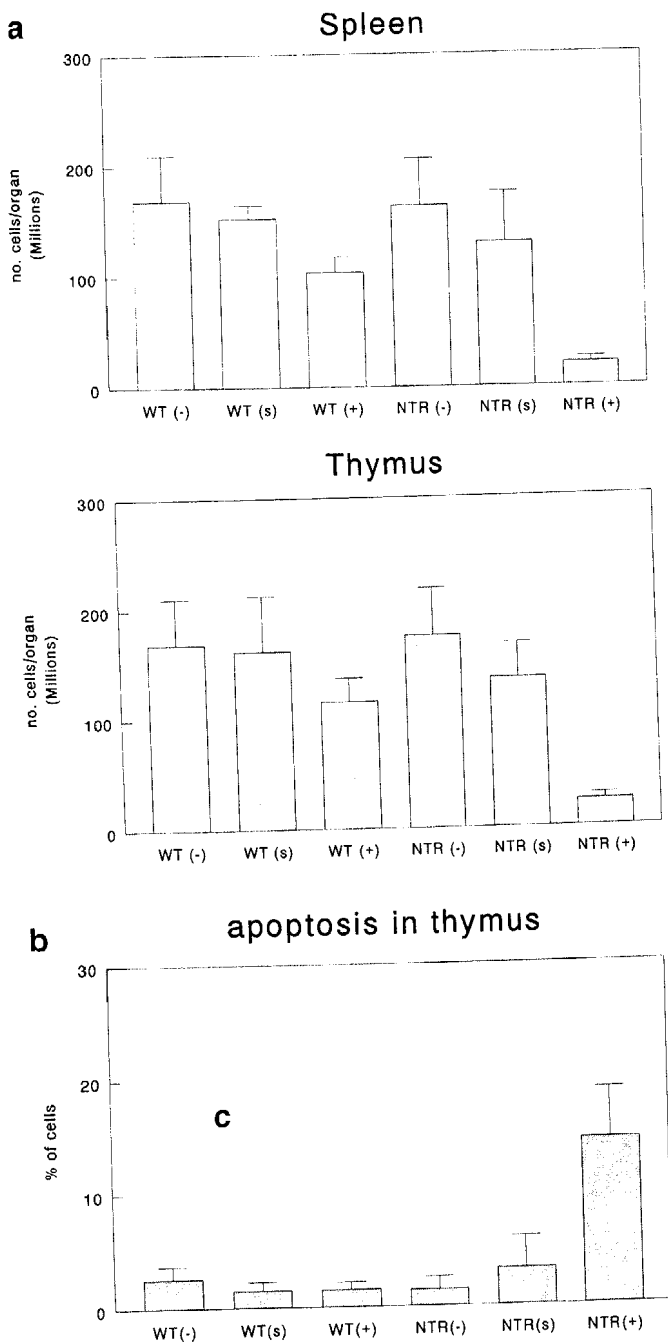 a
Spleen
300
200
100
0
no. cells/organ
(Millions)
WT (-) WT (s) WT (+) NTR (-) NTR (s) NTR (+)
Thymus
300
200
100
0
no. cells/organ
(Millions)
WT (-) WT (s) WT (+) NTR (-) NTR (s) NTR (+)
b
apoptosis in thymus
30
20
10
0
% of cells
c
WT(-) WT(s) WT(+) NTR(-) NTR(s) NTR(+)